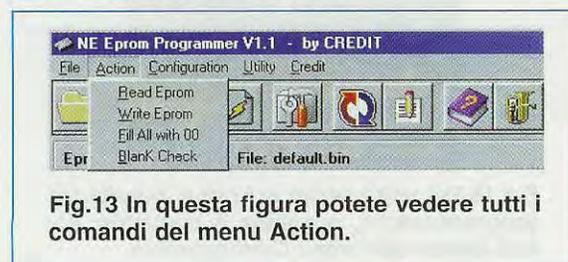 NE Eprom Programmer V1.1 - by CREDIT
File Action Configuration Utility Credit
Read Eprom
Write Eprom
Fill All with 00
BlanK Check
Epr File: default.bin
Fig.13 In questa figura potete vedere tutti i
comandi del menu Action.